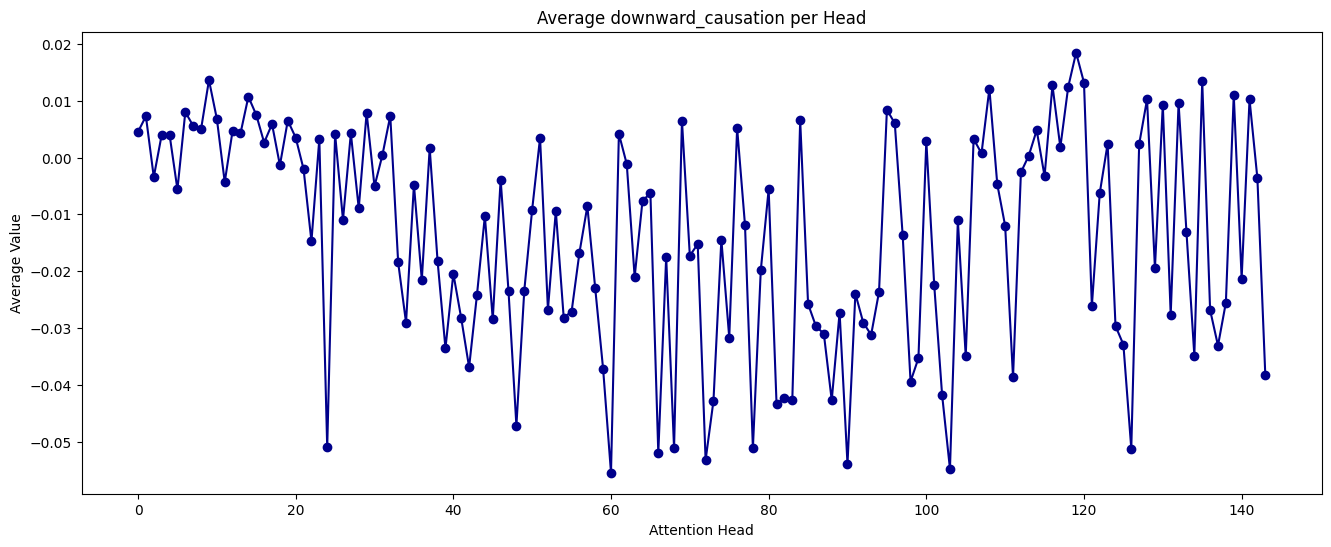 Average downward_causation per Head
Average Value
0.02
0.01
0.00
−0.01
−0.02
−0.03
−0.04
−0.05
0 20 40 60 80 100 120 140
Attention Head